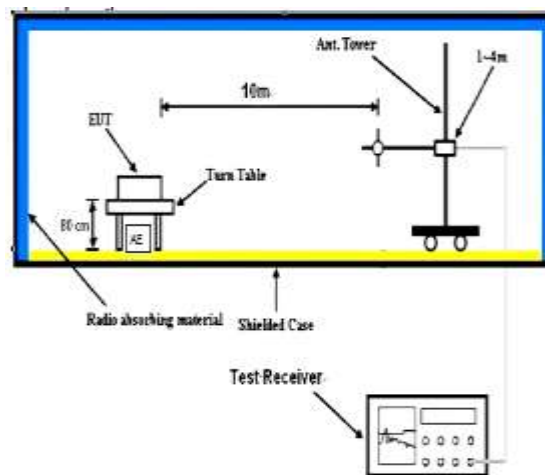 Ant. Tower
1~4m
10m
EUT
Turn Table
80 cm
AE
Radio absorbing material
Shielded Case
Test-Receiver